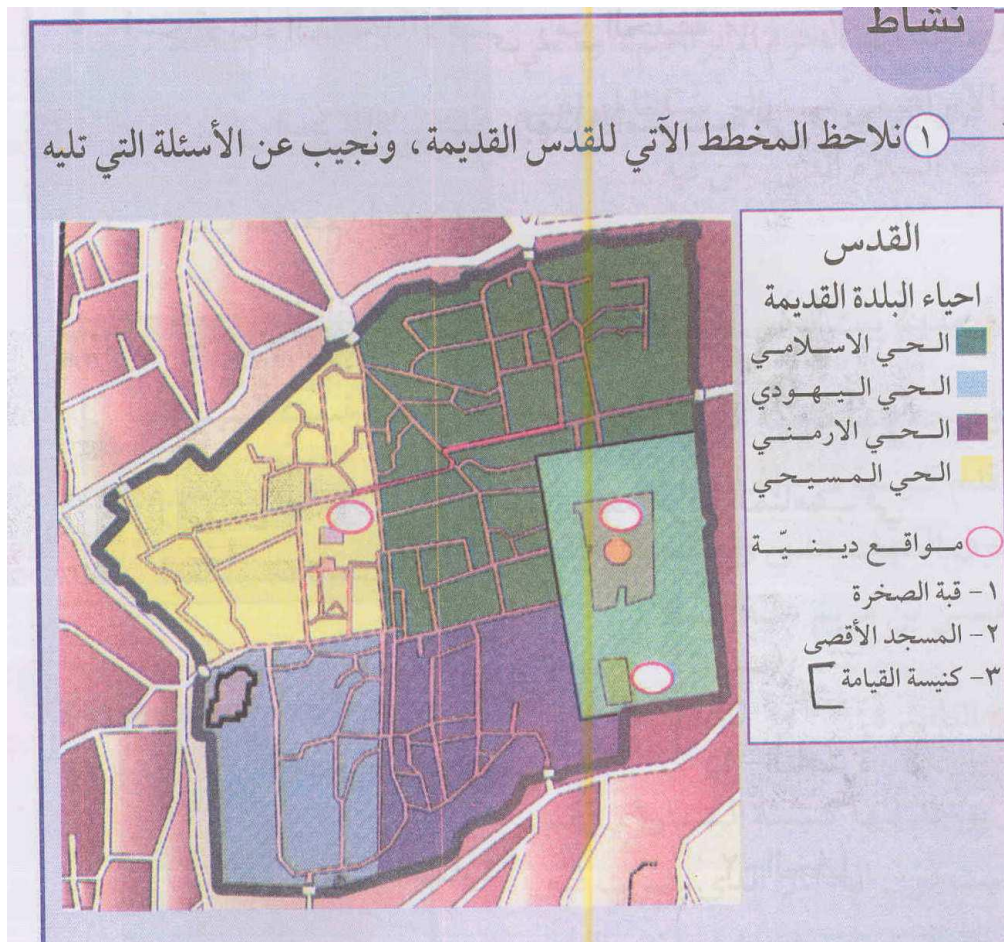 نشاط
١ نلاحظ المخطط الآتي للقدس القديمة، ونجيب عن الأسئلة التي تليه
القدس
احياء البلدة القديمة
الحي الاسلامي
الحي اليهودي
الحي الارمني
الحي المسيحي
مواقع دينيّة
١- قبة الصخرة
٢- المسجد الأقصى
٣- كنيسة القيامة